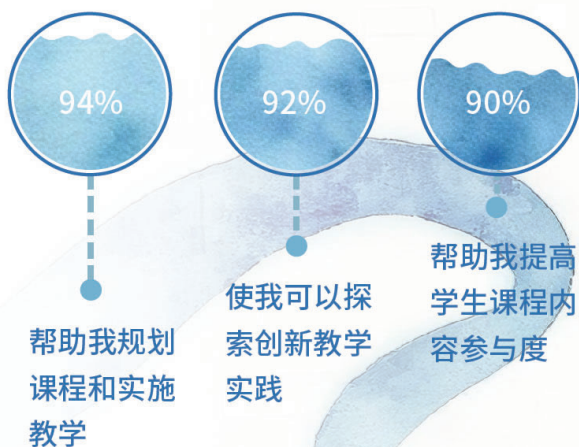 94%
帮助我规划
课程和实施
教学
92%
使我可以探
索创新教学
实践
90%
帮助我提高
学生课程内
容参与度